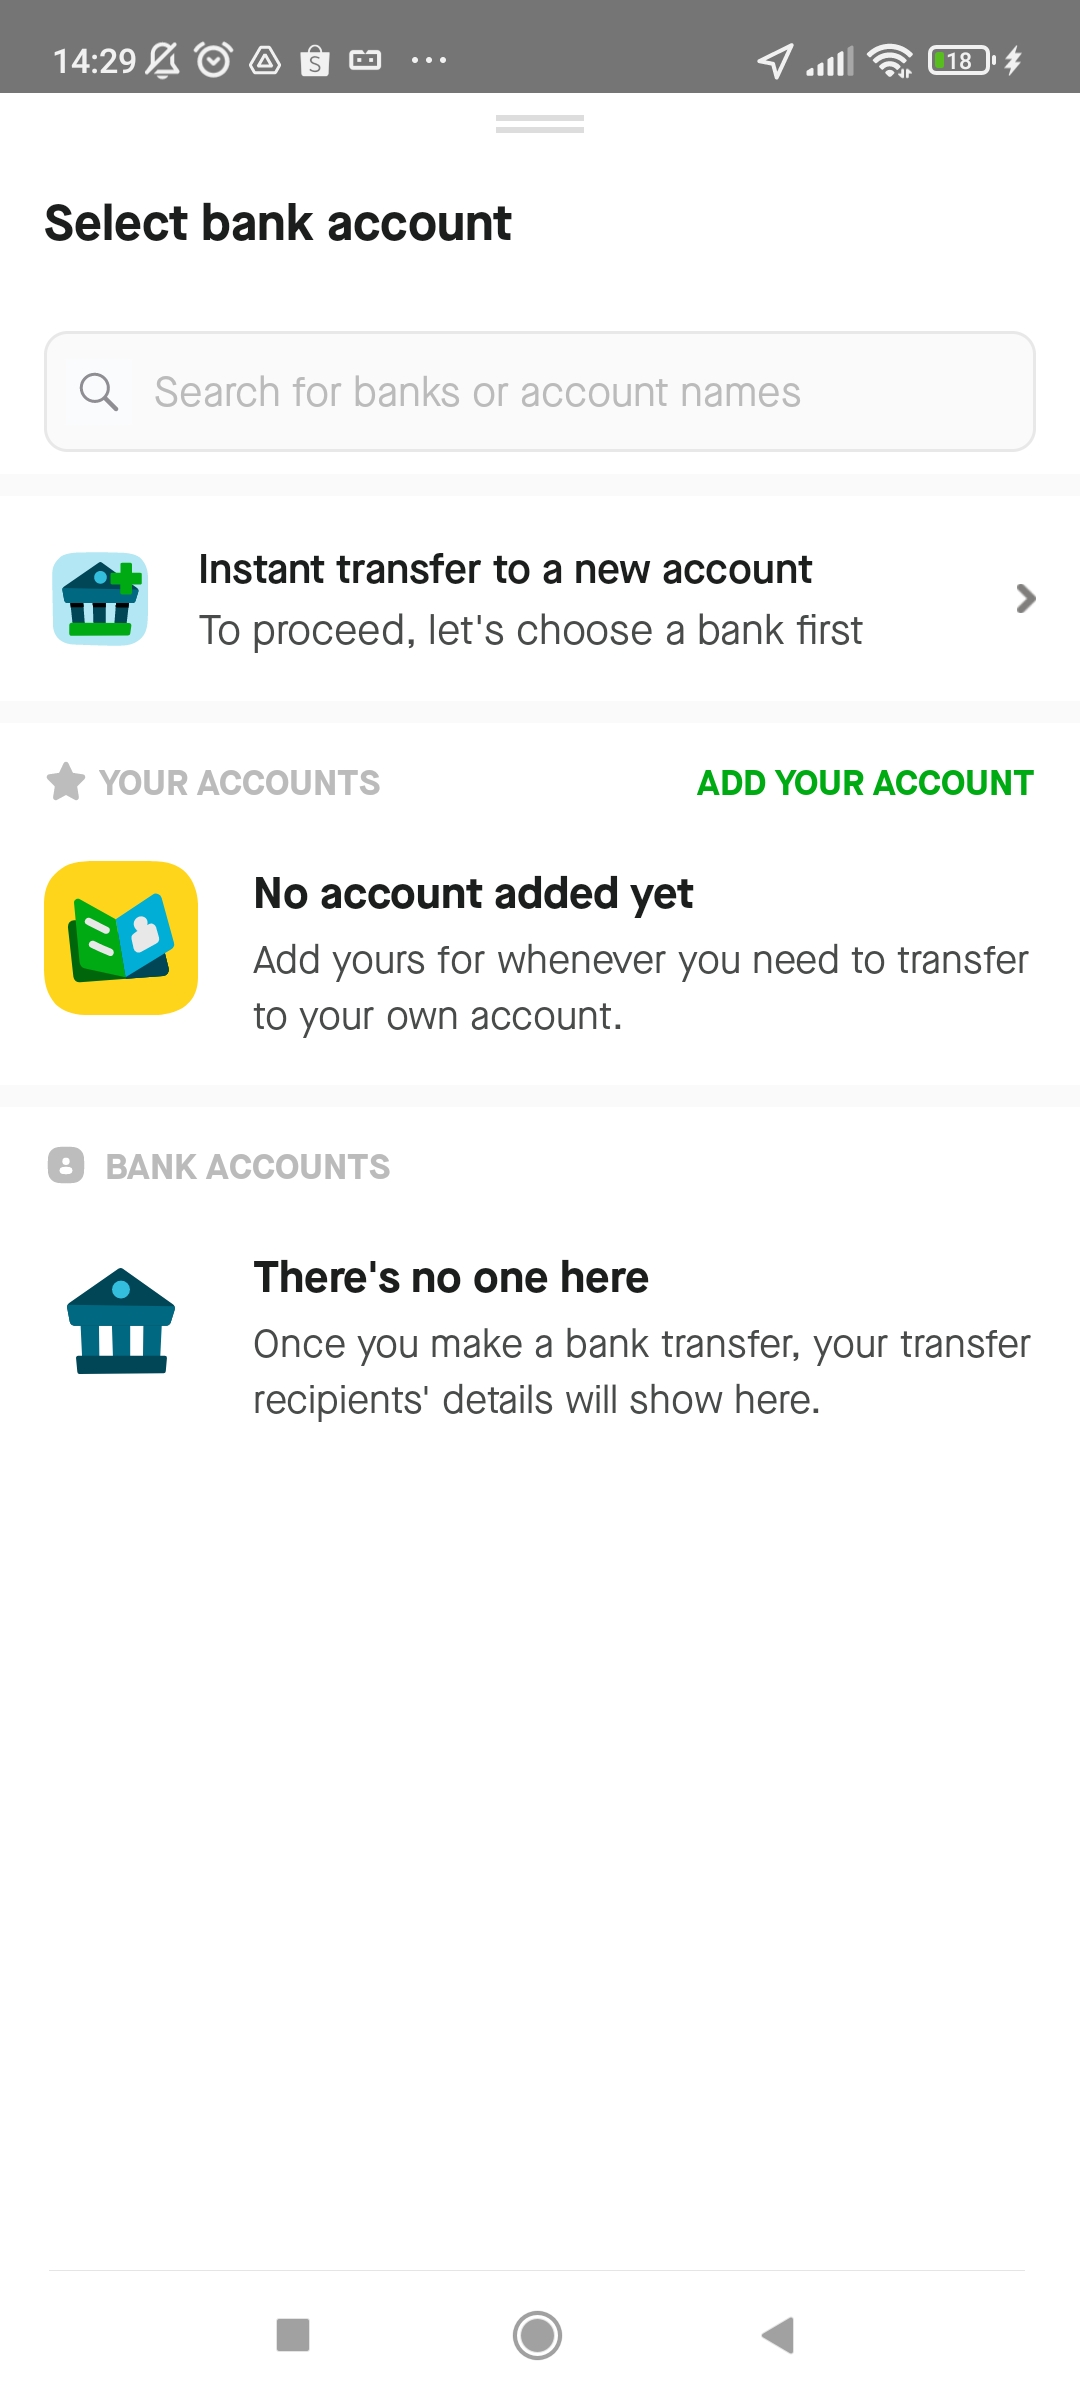 14:29
18
Select bank account
Search for banks or account names
Instant transfer to a new account
To proceed, let's choose a bank first
YOUR ACCOUNTS
ADD YOUR ACCOUNT
No account added yet
Add yours for whenever you need to transfer
to your own account.
BANK ACCOUNTS
There's no one here
Once you make a bank transfer, your transfer
recipients' details will show here.